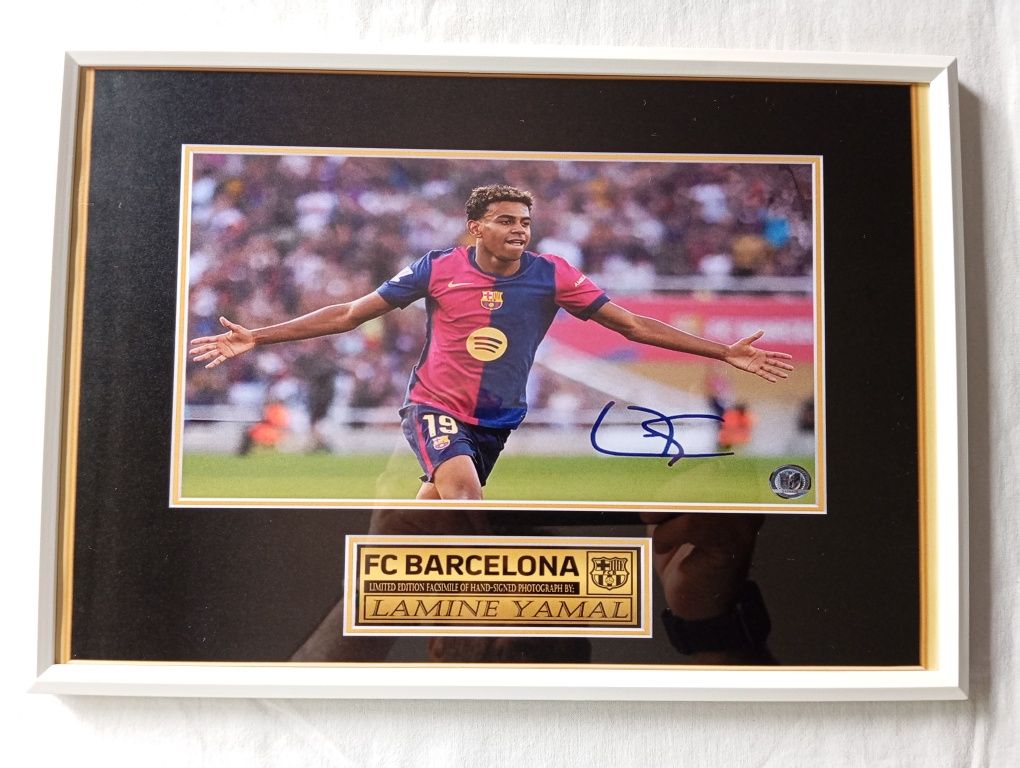 19
FC BARCELONA
LIMITED EDITION FACSIMILE OF HAND-SIGNED PHOTOGRAPH BY:
LAMINE YAMAL